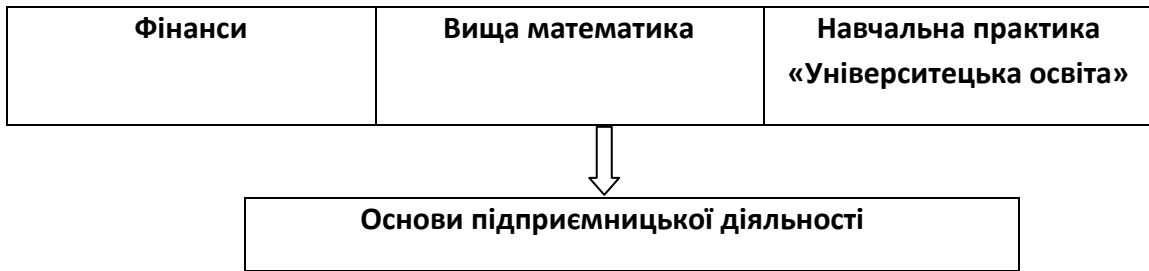 Фінанси
Вища математика
Навчальна практика
«Університецька освіта»
Основи підприємницької діяльності